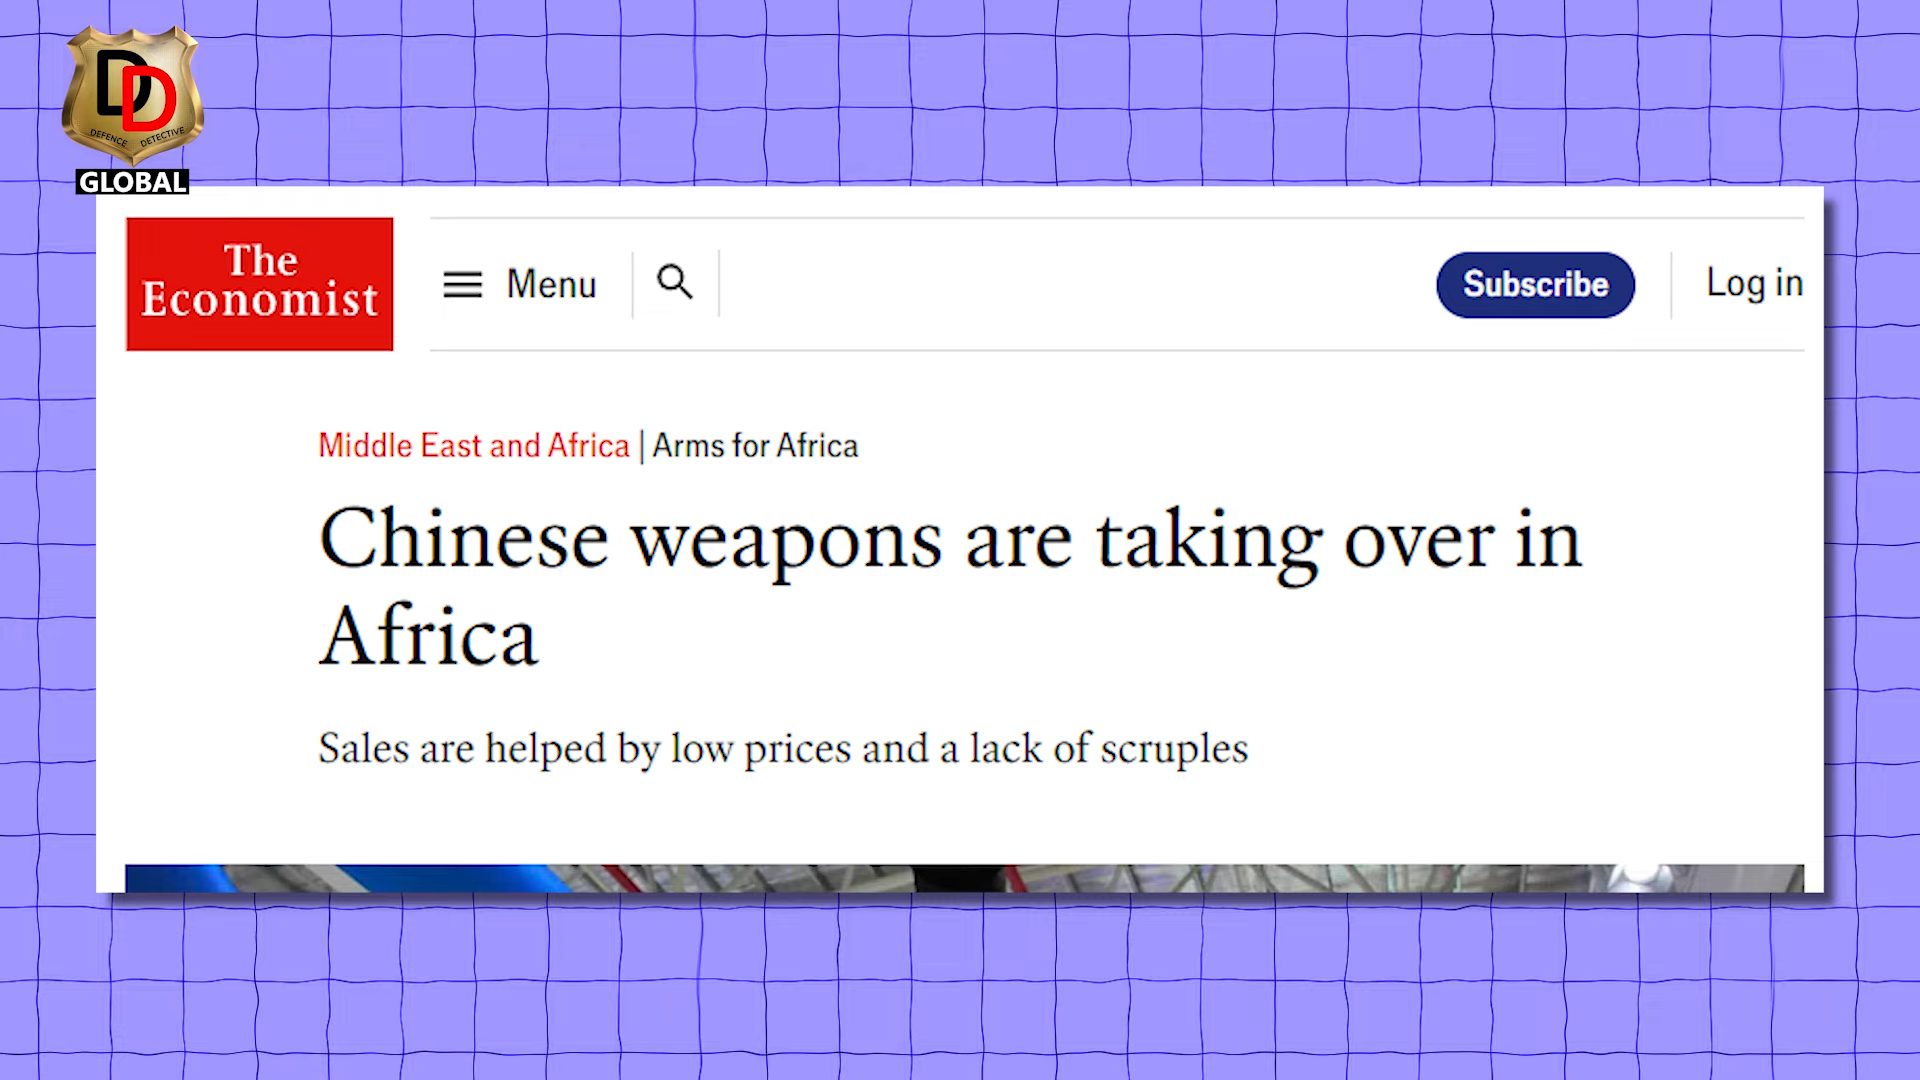 DD
DEFENCE DETECTIVE
GLOBAL
The
Economist
Menu
Subscribe
Log in
Middle East and Africa | Arms for Africa
Chinese weapons are taking over in
Africa
Sales are helped by low prices and a lack of scruples